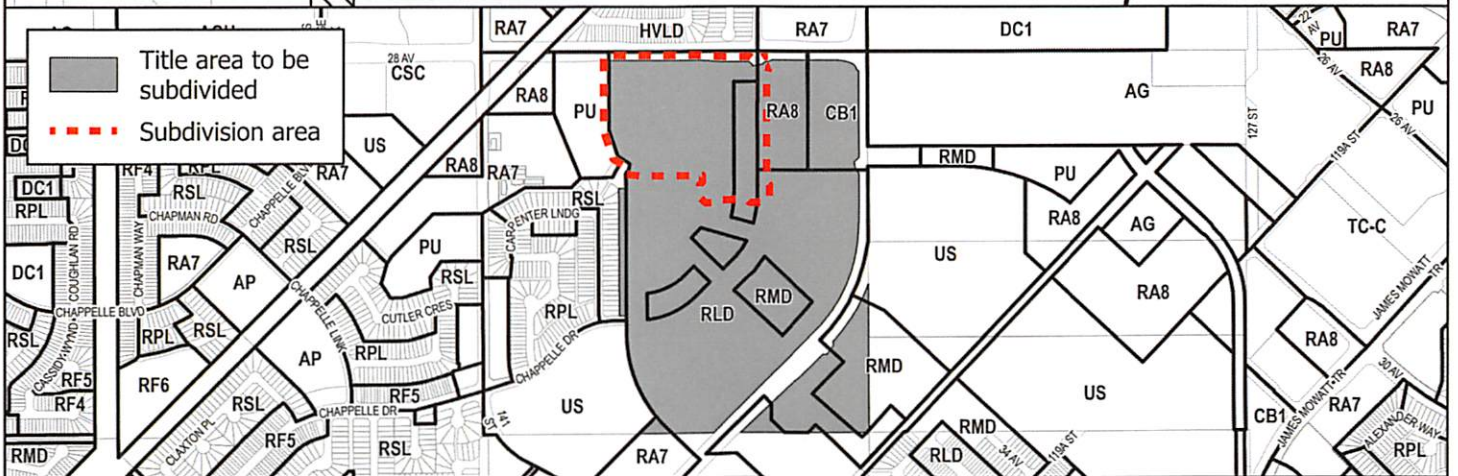 RA7
HVLD
RA7
DC1
22 AV
PU
RA7
Title area to be
subdivided
Subdivision area
28 AV
CSC
RA8
PU
RA8
CB1
AG
127 ST
26 AV
RA8
PU
26 AV
119A ST
US
RA8
RA7
RMD
PU
DC1
RPL
RF4
RPL
RSL
CHAPMAN RD
CHAPPELLE BLV
RA7
RSL
CARPENTER LNDG
RA8
AG
TC-C
DC1
COUGHLAN RD
CHAPMAN WAY
RA7
AP
RSL
PU
RSL
US
RA8
JAMES MOWATT TR
CHAPPELLE BLVD
RSL
CASSIDY WYND
RPL
RSL
CHAPPELLE LINK
CUTLER CRES
RPL
RLD
RMD
RA8
RF5
RF4
RF6
AP
RPL
RF5
CHAPPELLE DR
RMD
US
30 AV
CHAPPELLE DR
RSL
141 ST
US
CB1
JAMES MOWATT TR
RA7
ALEXANDER WAY
RMD
CLAXTON PL
RF5
RSL
RA7
RMD
RLD
34 AV
119A ST
RPL